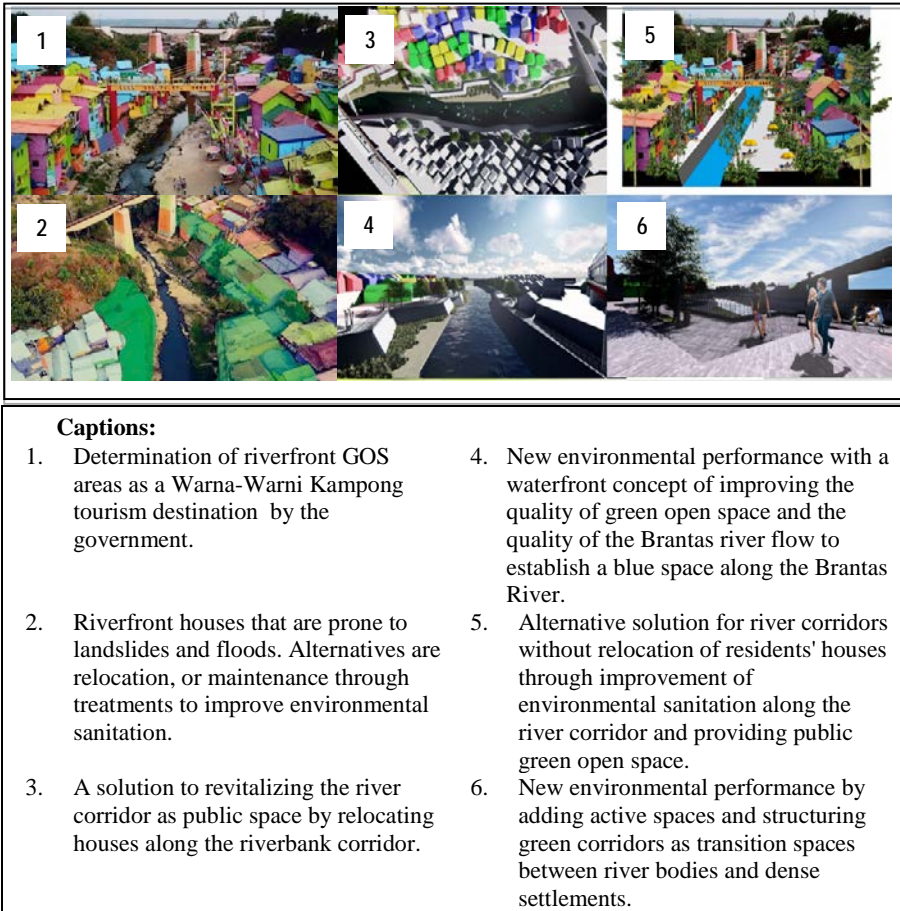 1
3
5
2
4
6
Captions:
1. Determination of riverfront GOS
areas as a Warna-Warni Kampong
tourism destination by the
government.
2. Riverfront houses that are prone to
landslides and floods. Alternatives are
relocation, or maintenance through
treatments to improve environmental
sanitation.
3. A solution to revitalizing the river
corridor as public space by relocating
houses along the riverbank corridor.
4. New environmental performance with a
waterfront concept of improving the
quality of green open space and the
quality of the Brantas river flow to
establish a blue space along the Brantas
River.
5. Alternative solution for river corridors
without relocation of residents' houses
through improvement of
environmental sanitation along the
river corridor and providing public
green open space.
6. New environmental performance by
adding active spaces and structuring
green corridors as transition spaces
between river bodies and dense
settlements.